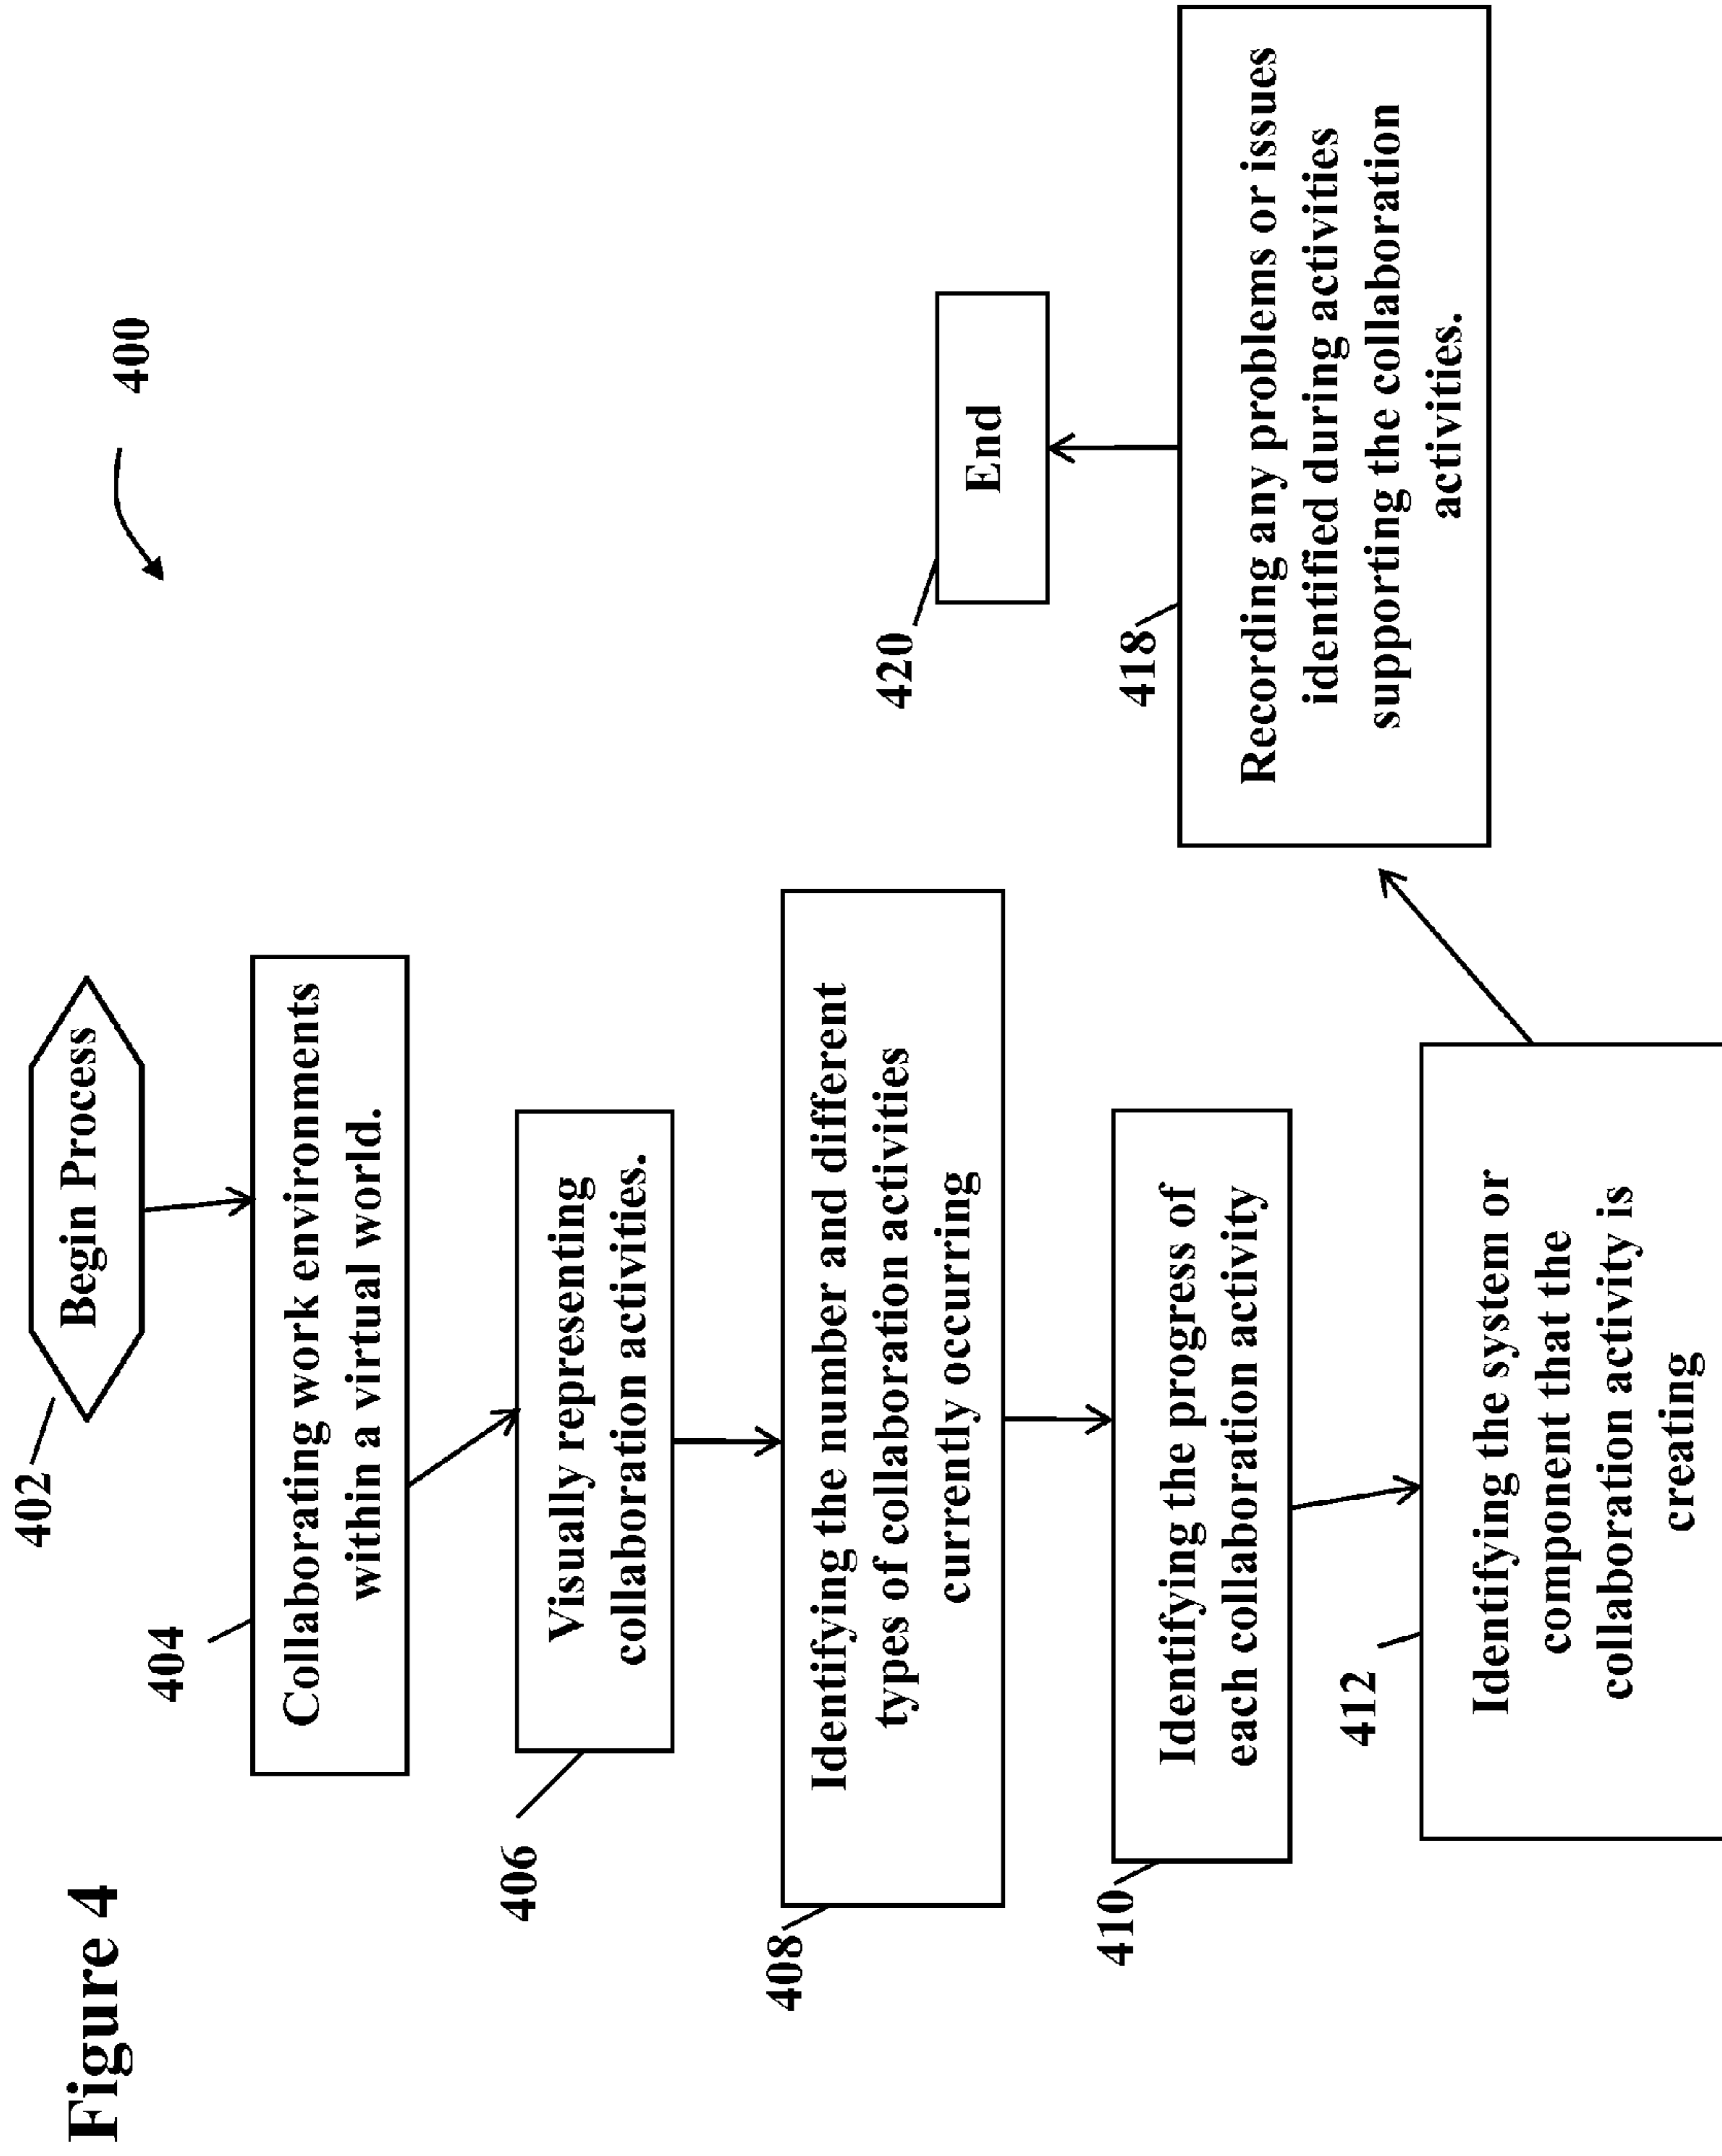 Figure 4
400
402
Begin Process
404
Collaborating work environments
within a virtual world.
406
Visually representing
collaboration activities.
408
Identifying the number and different
types of collaboration activities
currently occurring
410
Identifying the progress of
each collaboration activity
412
Identifying the system or
component that the
collaboration activity is
creating
418
Recording any problems or issues
identified during activities
supporting the collaboration
activities.
420
End